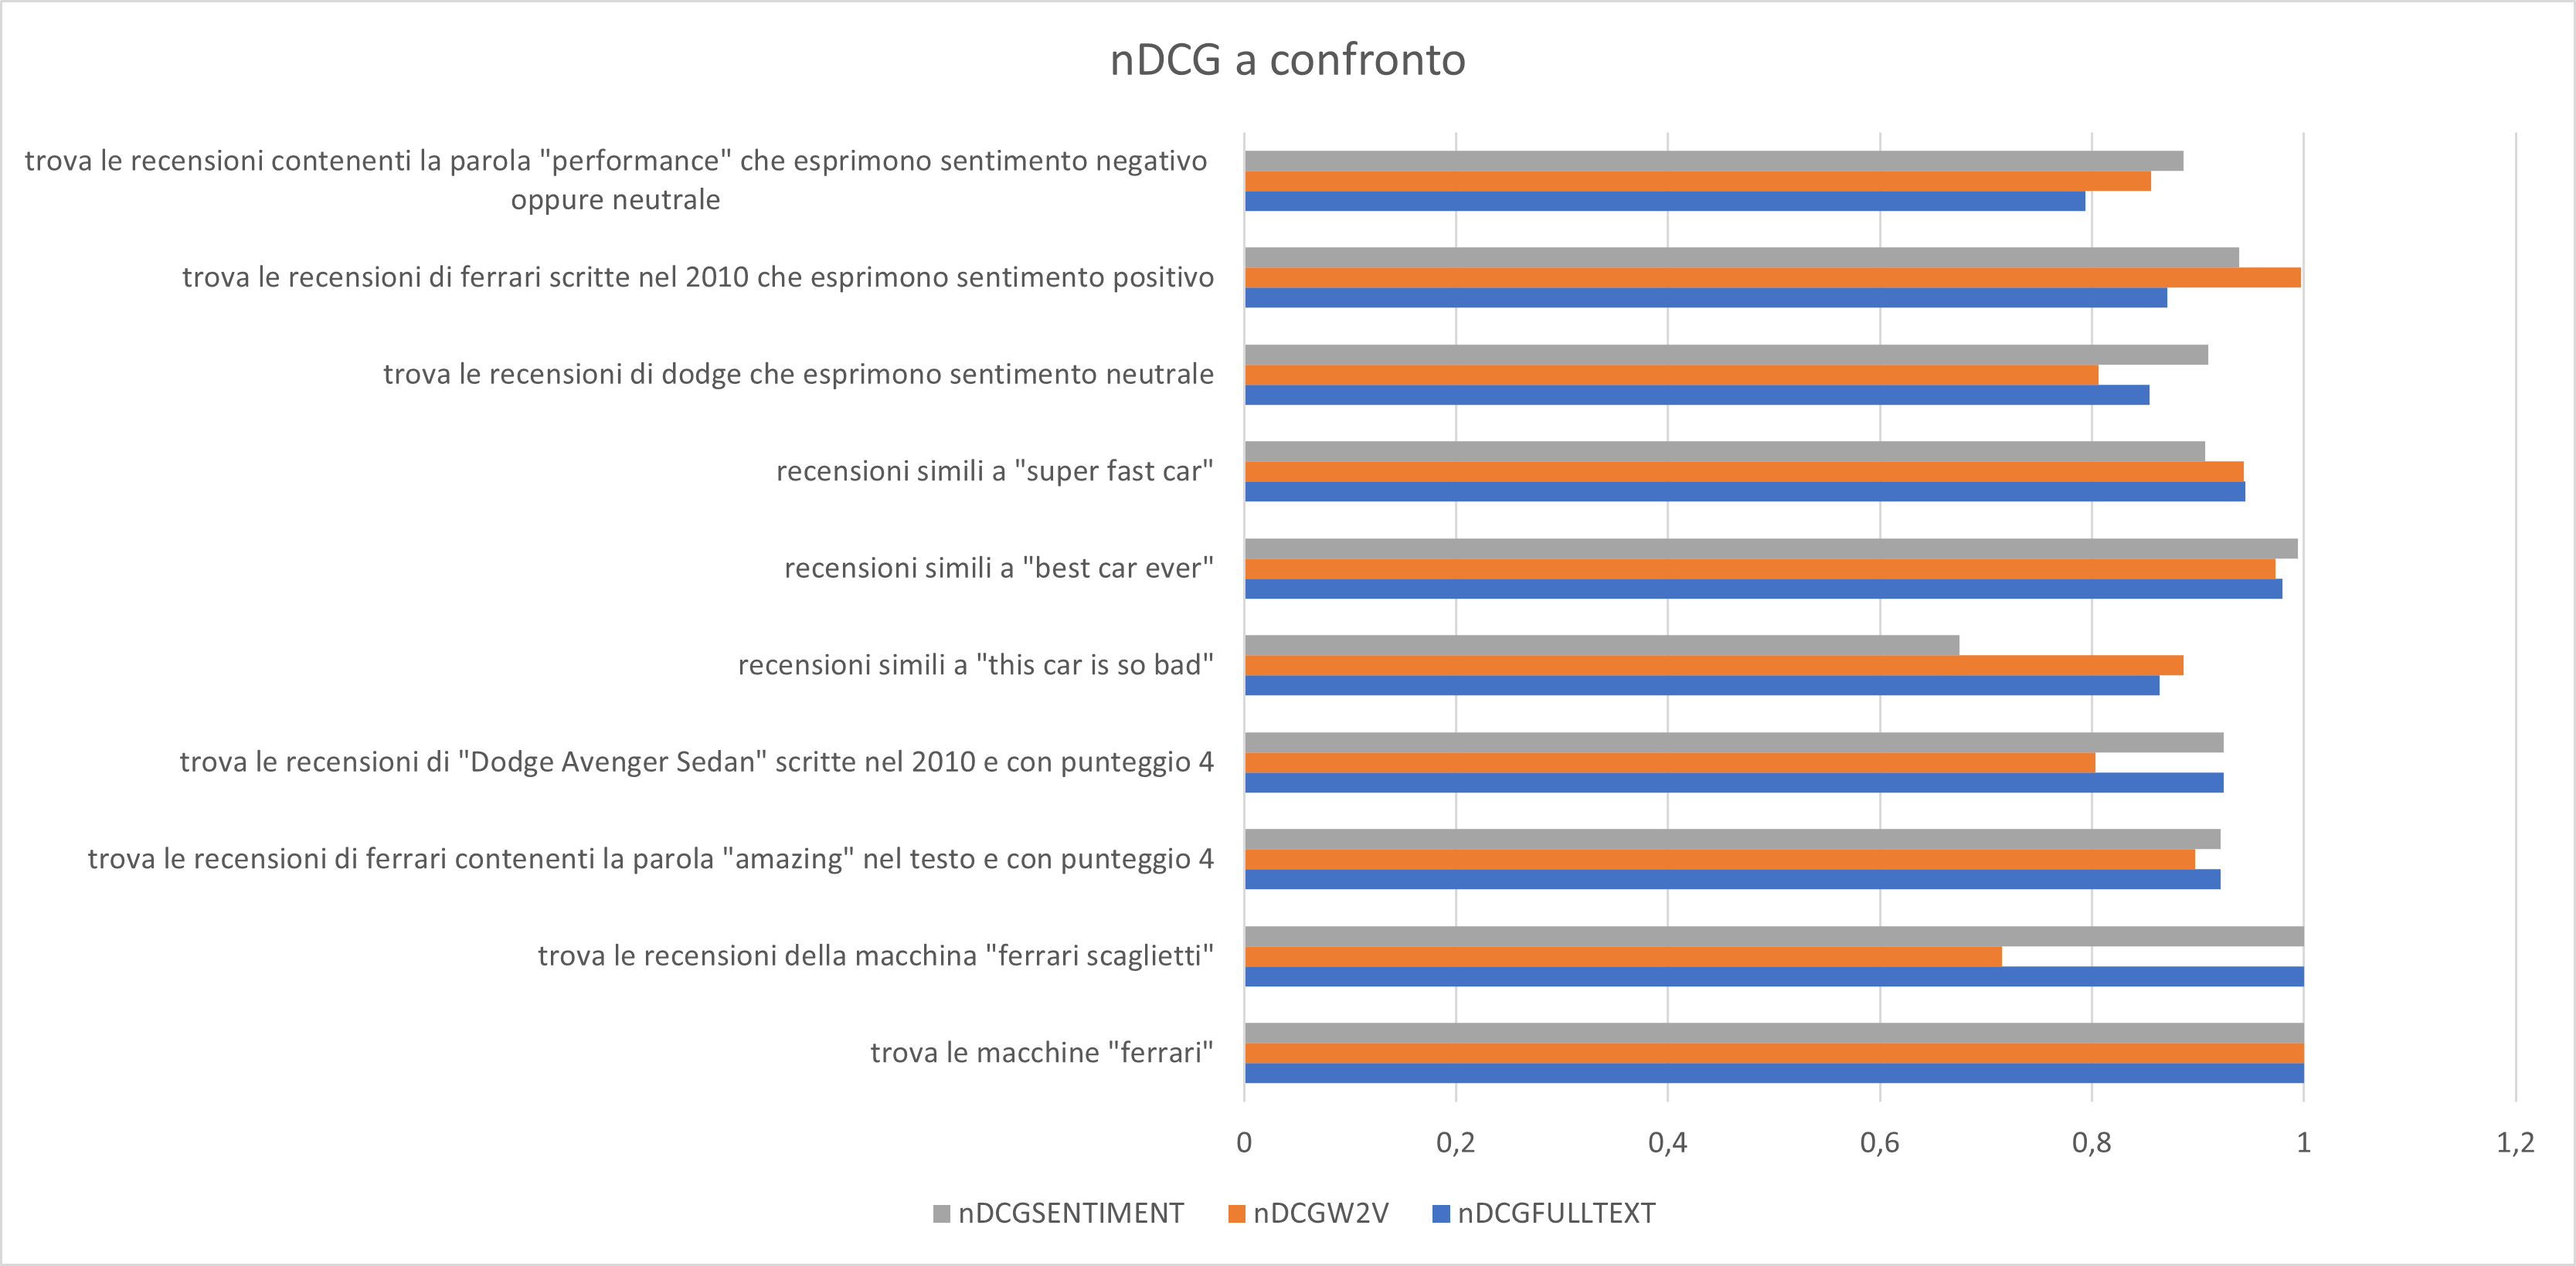 nDCG a confronto
trova le recensioni contenenti la parola "performance" che esprimono sentimento negativo
oppure neutrale
trova le recensioni di ferrari scritte nel 2010 che esprimono sentimento positivo
trova le recensioni di dodge che esprimono sentimento neutrale
recensioni simili a "super fast car"
recensioni simili a "best car ever"
recensioni simili a "this car is so bad"
trova le recensioni di "Dodge Avenger Sedan" scritte nel 2010 e con punteggio 4
trova le recensioni di ferrari contenenti la parola "amazing" nel testo e con punteggio 4
trova le recensioni della macchina "ferrari scaglietti"
trova le macchine "ferrari"
0 0,2 0,4 0,6 0,8 1 1,2
nDCGSENTIMENT nDCGW2V nDCGFULLTEXT